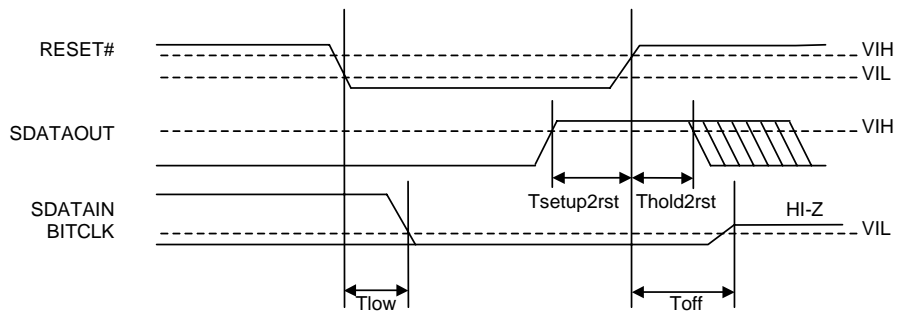 RESET#
VIH
VIL
SDATAOUT
VIH
Tsetup2rst
Thold2rst
SDATAIN
BITCLK
HI-Z
VIL
Tlow
Toff